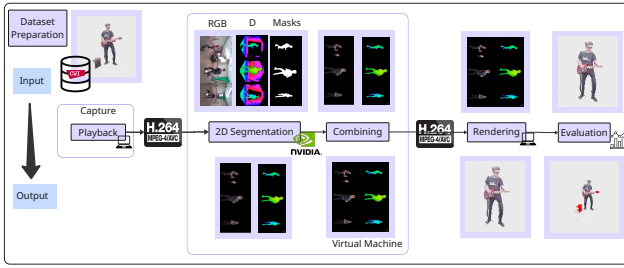 Dataset
Preparation
RGB D Masks
CWI
Input
Capture
Playback
H.264
MPEG-4/AVC
2D Segmentation
NVIDIA.
Combining
H.264
MPEG-4/AVC
Rendering
Evaluation
Output
Virtual Machine